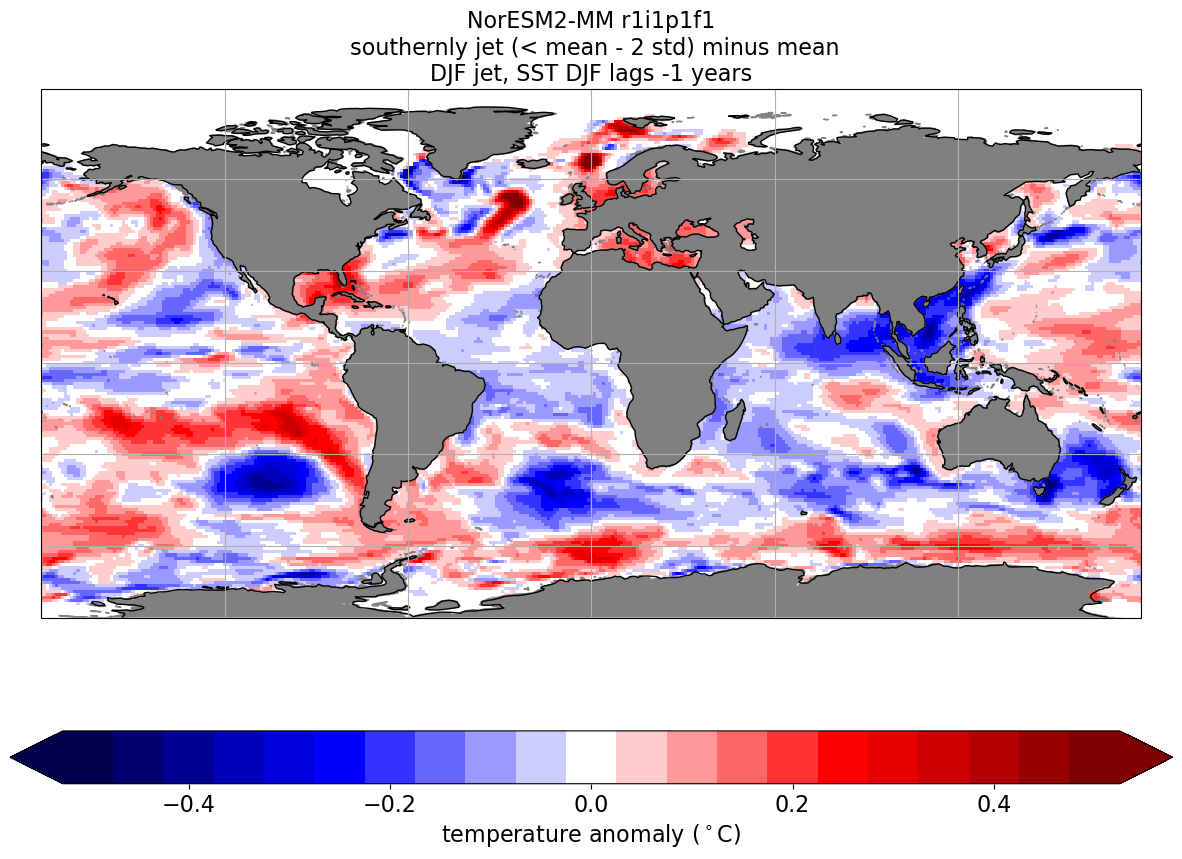 NorESM2-MM r1i1p1f1
southernly jet (< mean - 2 std) minus mean
DJF jet, SST DJF lags -1 years
−0.4 −0.2 0.0 0.2 0.4
temperature anomaly (°C)